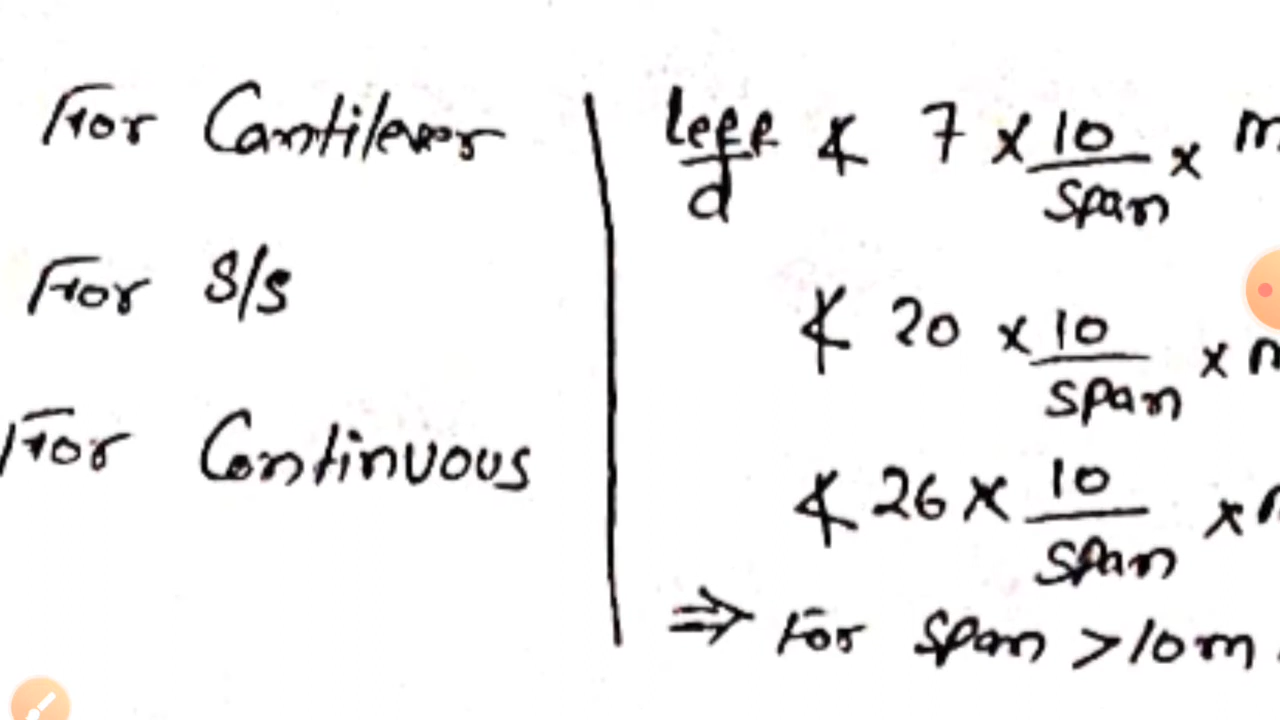 For Cantilever
leff/d ≮ 7 × 10/span ×
For S/S
≮ 20 × 10/span ×
For Continuous
≮ 26 × 10/span ×
⇒ For span > 10m